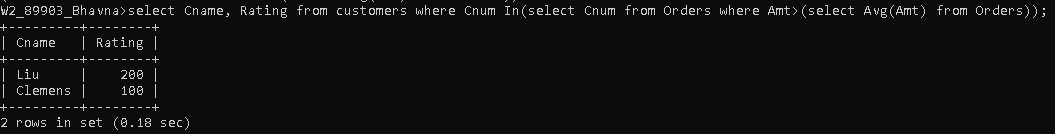 W2_89903_Bhavna>select Cname, Rating from customers where Cnum In(select Cnum from Orders where Amt>(select Avg(Amt) from Orders));
+---------+--------+
| Cname   | Rating |
+---------+--------+
| Liu     |    200 |
| Clemens |    100 |
+---------+--------+
2 rows in set (0.18 sec)